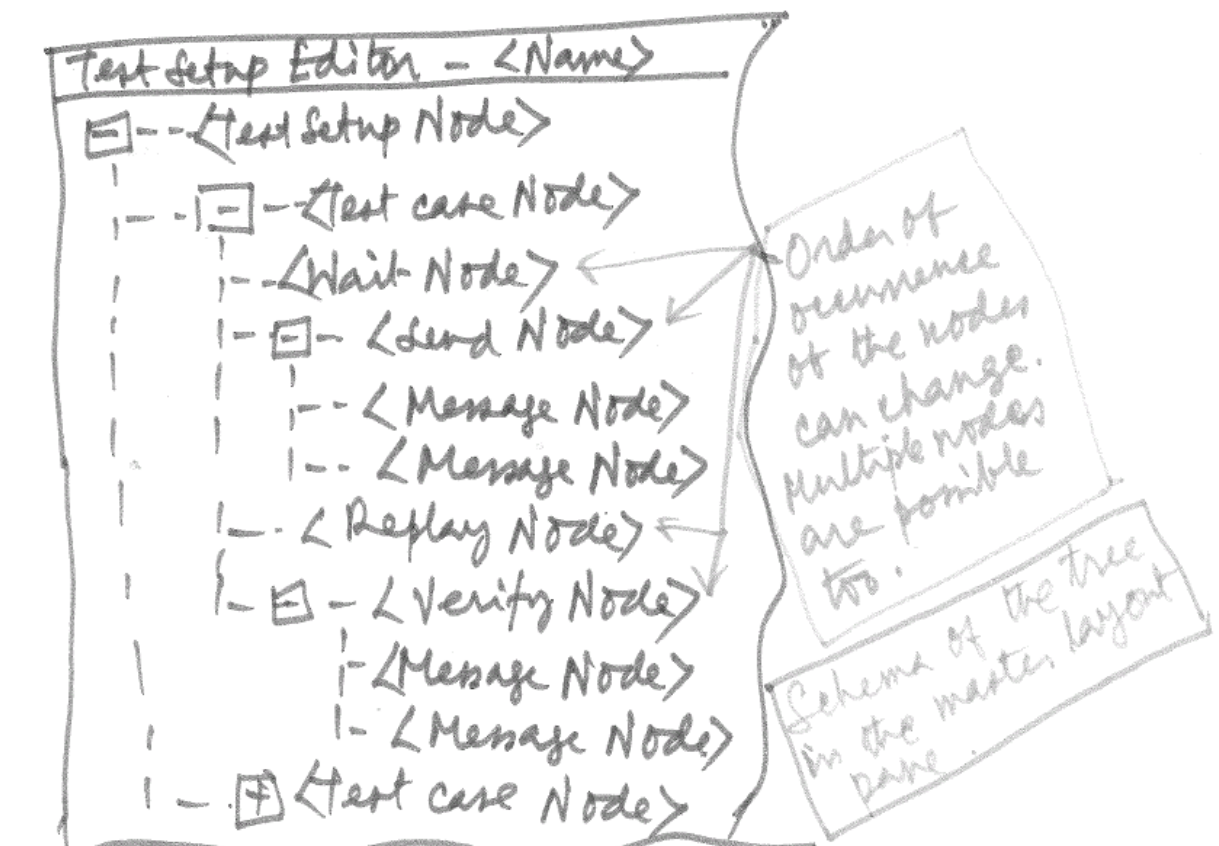 Test Setup Editor - <Name>
<Test Setup Node>
<Test case Node>
<Wait Node>
<Send Node>
<Message Node>
<Message Node>
<Replay Node>
<Verify Node>
<Message Node>
<Message Node>
<Test case Node>
Order of
occurrence
of the nodes
can change.
Multiple nodes
are possible
too.
Schema of the tree
in the master layout
pane.